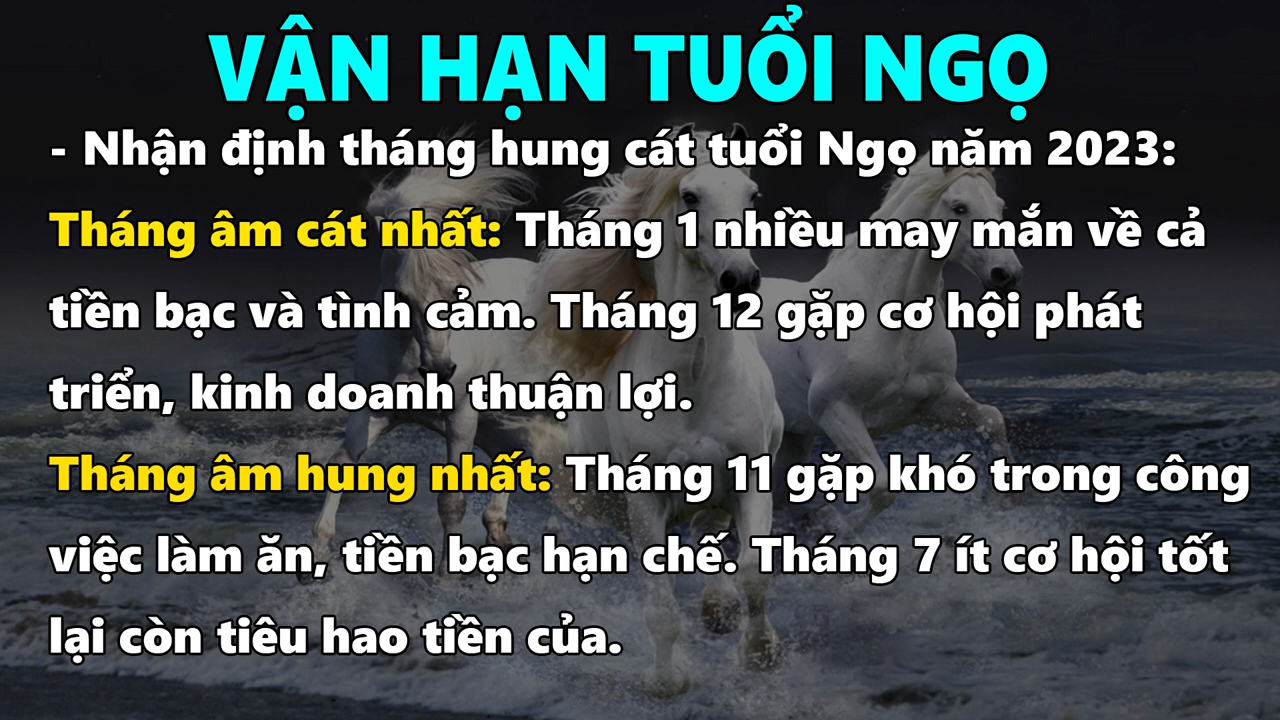 VẬN HẠN TUỔI NGỌ
- Nhận định tháng hung cát tuổi Ngọ năm 2023:
Tháng âm cát nhất: Tháng 1 nhiều may mắn về cả
tiền bạc và tình cảm. Tháng 12 gặp cơ hội phát
triển, kinh doanh thuận lợi.
Tháng âm hung nhất: Tháng 11 gặp khó trong công
việc làm ăn, tiền bạc hạn chế. Tháng 7 ít cơ hội tốt
lại còn tiêu hao tiền của.